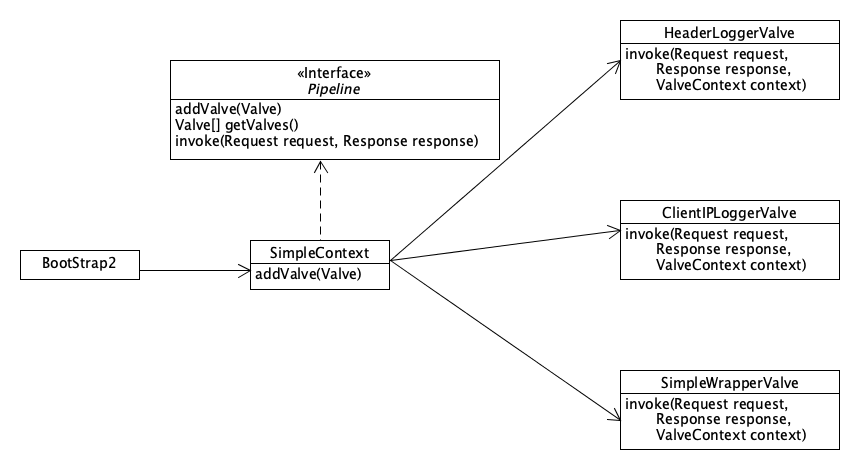 «Interface»
Pipeline
addValve(Valve)
Valve[] getValves()
invoke(Request request, Response response)
BootStrap2
SimpleContext
addValve(Valve)
HeaderLoggerValve
invoke(Request request,
Response response,
ValveContext context)
ClientIPLoggerValve
invoke(Request request,
Response response,
ValveContext context)
SimpleWrapperValve
invoke(Request request,
Response response,
ValveContext context)